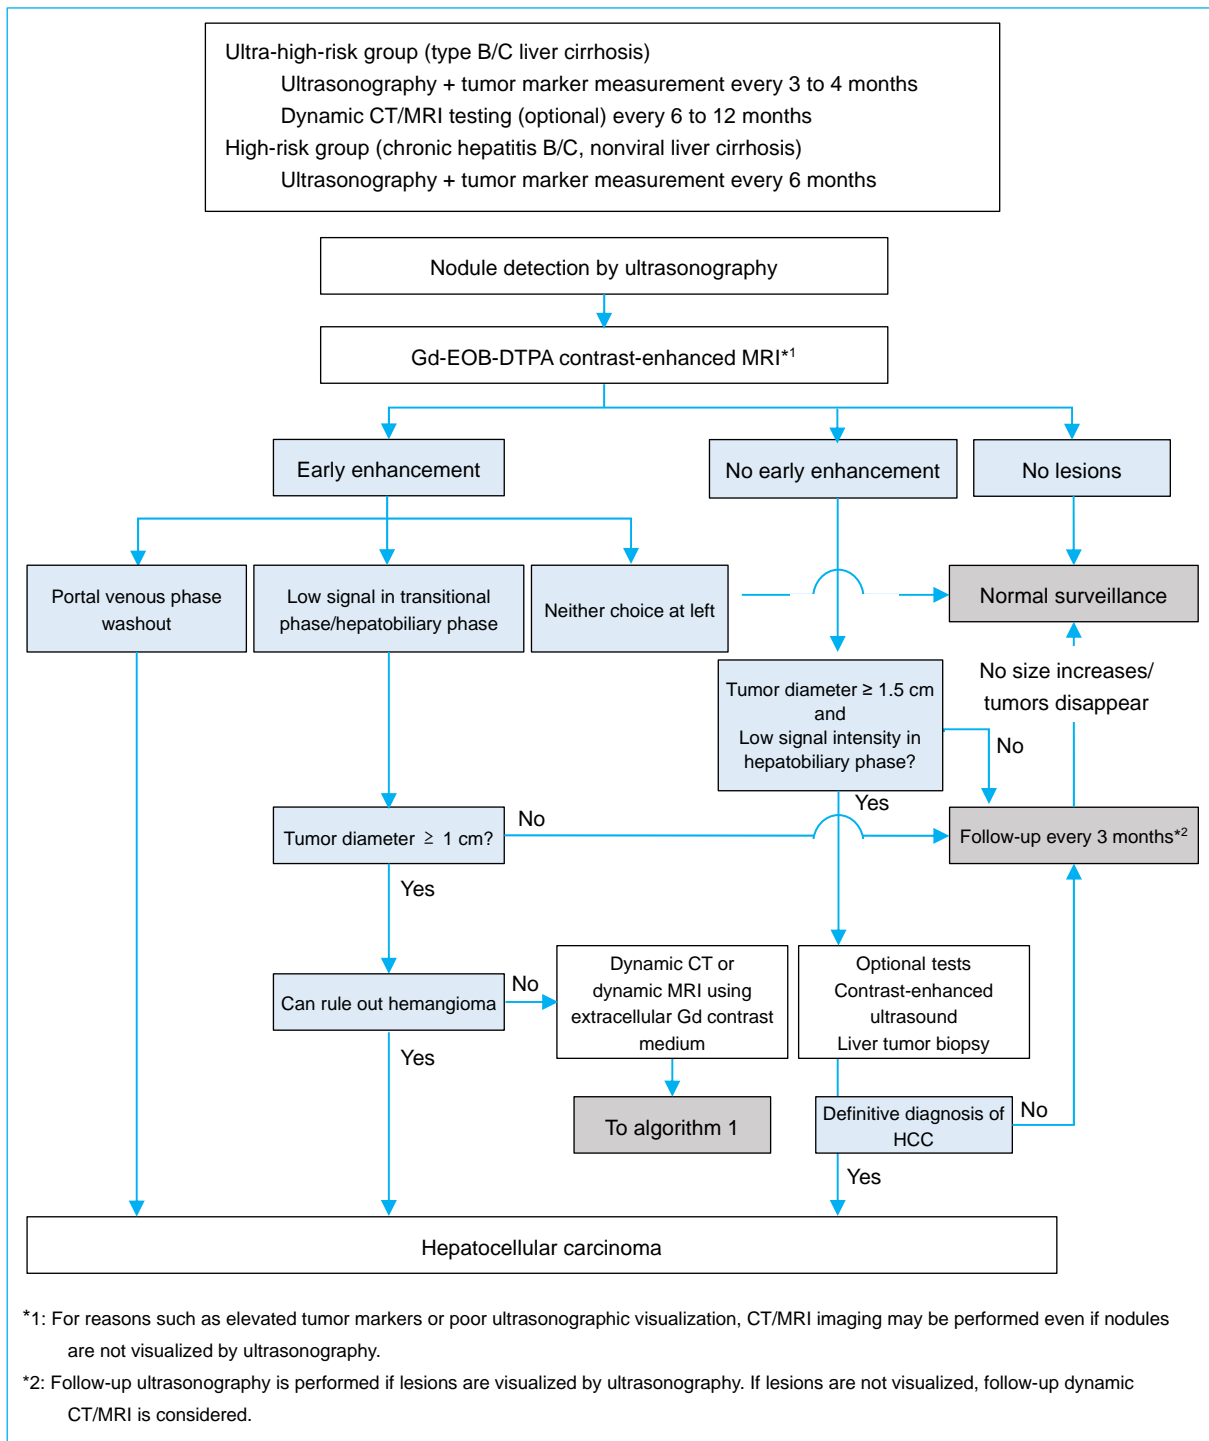 Ultra-high-risk group (type B/C liver cirrhosis)
Ultrasonography + tumor marker measurement every 3 to 4 months
Dynamic CT/MRI testing (optional) every 6 to 12 months
High-risk group (chronic hepatitis B/C, nonviral liver cirrhosis)
Ultrasonography + tumor marker measurement every 6 months
Nodule detection by ultrasonography
Gd-EOB-DTPA contrast-enhanced MRI*1
Early enhancement
No early enhancement
No lesions
Portal venous phase
washout
Low signal in transitional
phase/hepatobiliary phase
Neither choice at left
Normal surveillance
Tumor diameter ≥ 1.5 cm
and
Low signal intensity in
hepatobiliary phase?
No size increases/
tumors disappear
No
Yes
Tumor diameter ≥ 1 cm?
No
Follow-up every 3 months*2
Yes
Can rule out hemangioma
No
Dynamic CT or
dynamic MRI using
extracellular Gd contrast
medium
Optional tests
Contrast-enhanced
ultrasound
Liver tumor biopsy
Yes
To algorithm 1
Definitive diagnosis of
HCC
No
Yes
Hepatocellular carcinoma
*1: For reasons such as elevated tumor markers or poor ultrasonographic visualization, CT/MRI imaging may be performed even if nodules
are not visualized by ultrasonography.
*2: Follow-up ultrasonography is performed if lesions are visualized by ultrasonography. If lesions are not visualized, follow-up dynamic
CT/MRI is considered.